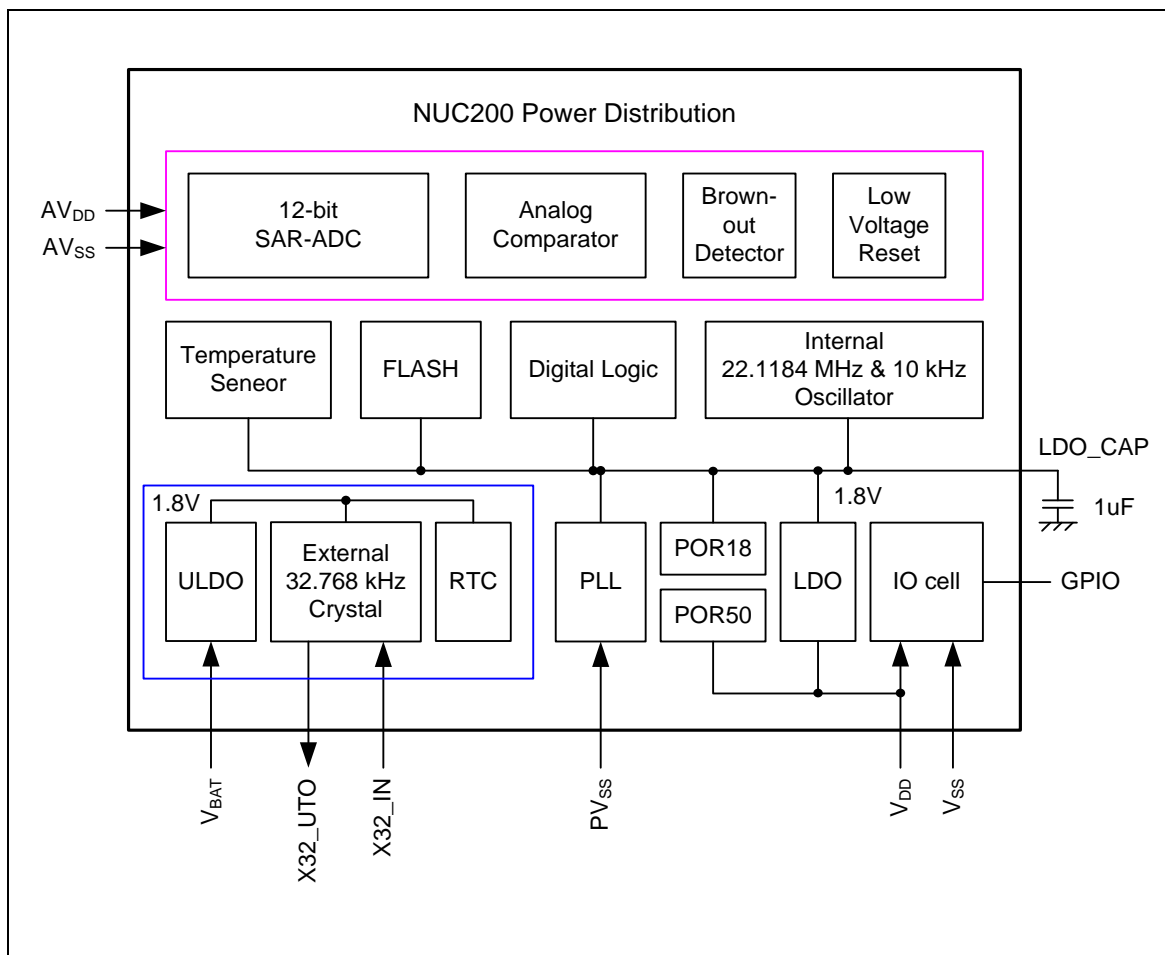 NUC200 Power Distribution
AVDD
AVSS
12-bit
SAR-ADC
Analog
Comparator
Brown-
out
Detector
Low
Voltage
Reset
Temperature
Seneor
FLASH
Digital Logic
Internal
22.1184 MHz & 10 kHz
Oscillator
LDO_CAP
1uF
1.8V
ULDO
External
32.768 kHz
Crystal
RTC
PLL
POR18
POR50
1.8V
LDO
IO cell
GPIO
VBAT
X32_UTO
X32_IN
PVSS
VDD
VSS